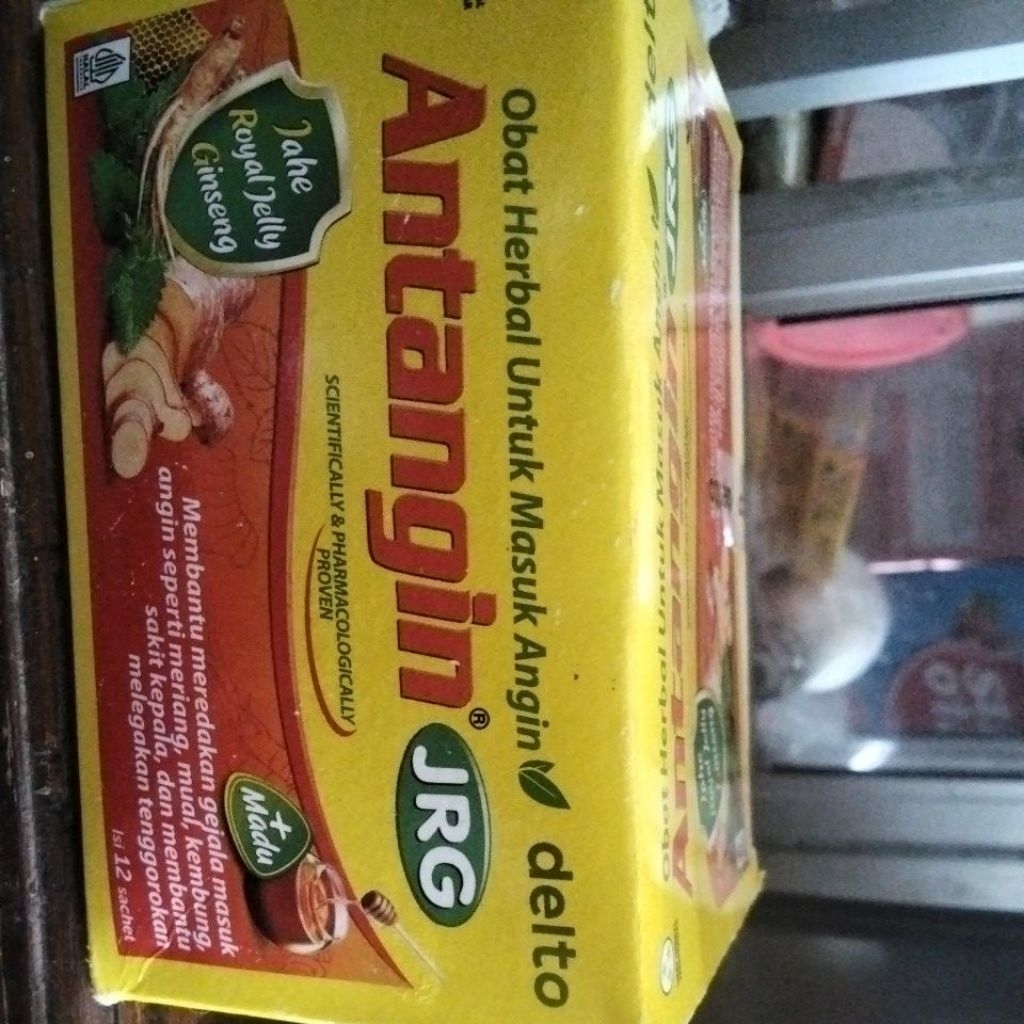 Obat Herbal Untuk Masuk Angin delto
Antangin® JRG
SCIENTIFICALLY & PHARMACOLOGICALLY
PROVEN
Jahe
Royal Jelly
Ginseng
HALAL
+
Madu
Membantu meredakan gejala masuk
angin seperti meriang, mual, kembung,
sakit kepala, dan membantu
melegakan tenggorokan
Isi 12 sachet